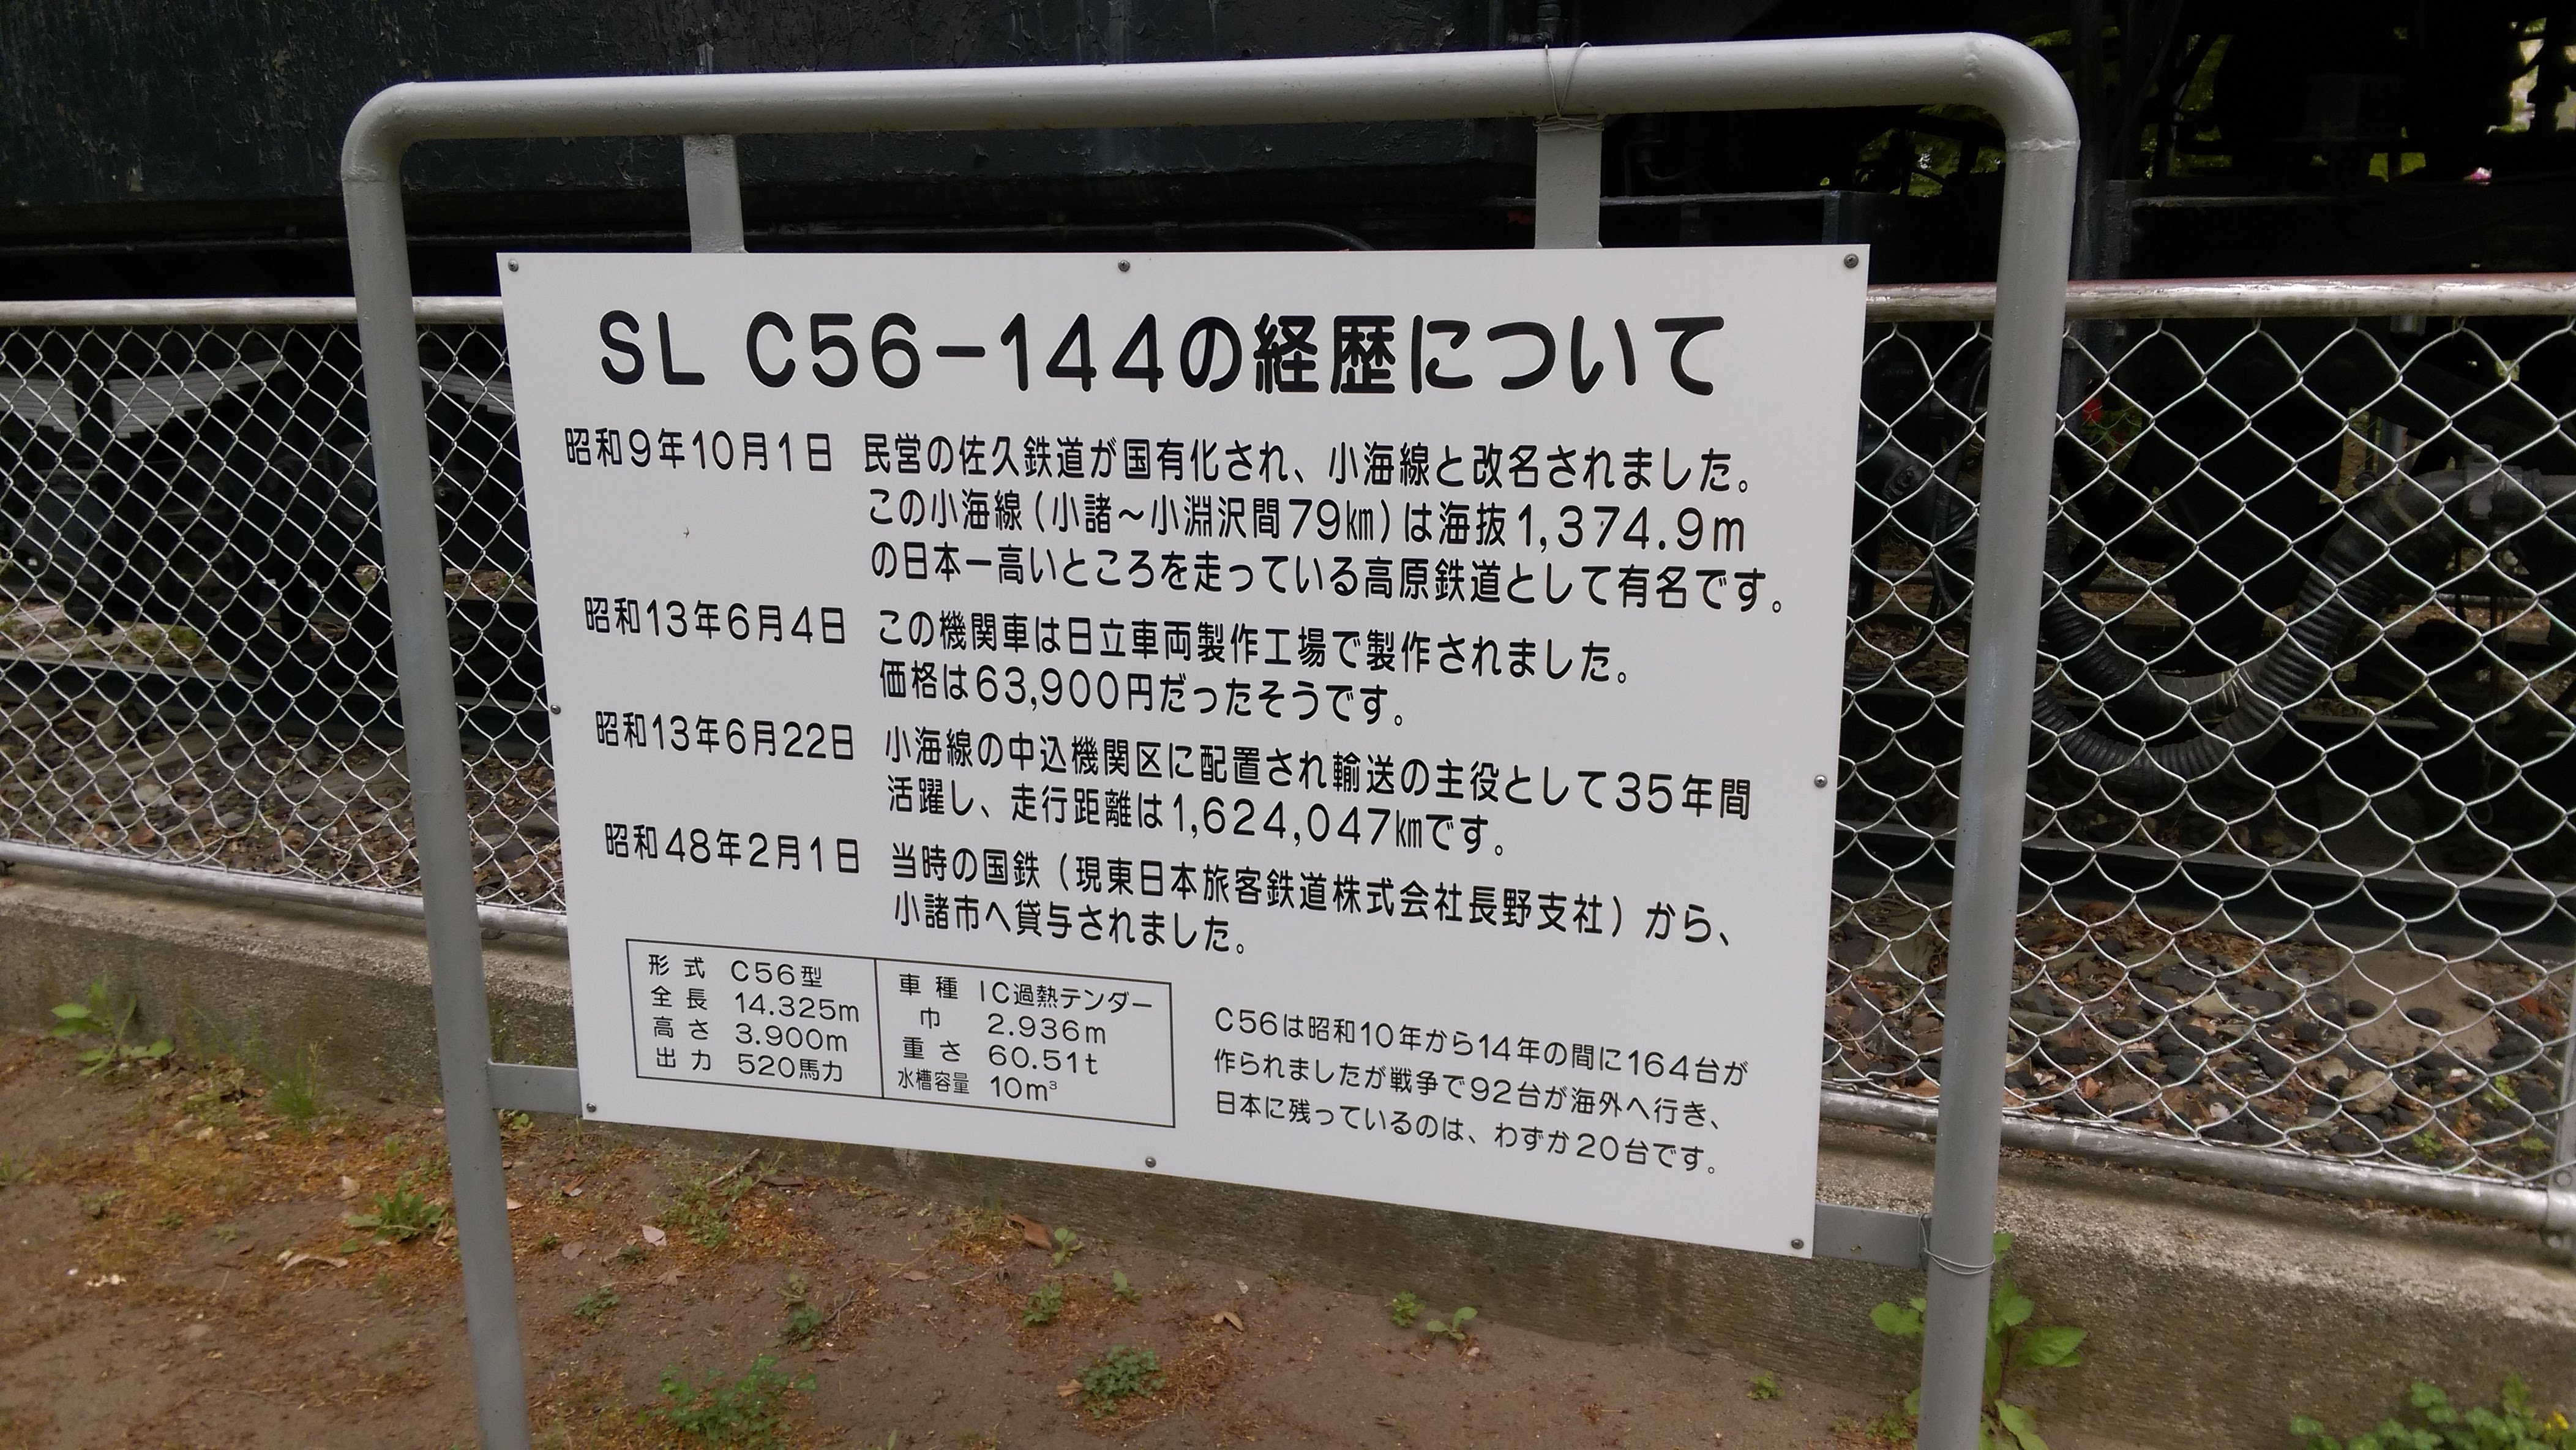 SL C56-144の経歴について
昭和9年10月1日 民営の佐久鉄道が国有化され、小海線と改名されました。
この小海線(小諸～小淵沢間79㎞)は海抜1,374.9m
の日本一高いところを走っている高原鉄道として有名です。
昭和13年6月4日 この機関車は日立車両製作工場で製作されました。
価格は63,900円だったそうです。
昭和13年6月22日 小海線の中込機関区に配置され輸送の主役として35年間
活躍し、走行距離は1,624,047㎞です。
昭和48年2月1日 当時の国鉄(現東日本旅客鉄道株式会社長野支社)から、
小諸市へ貸与されました。
形式 C56型
全長 14.325m
高さ 3.900m
出力 520馬力
車種 IC過熱テンダー
巾 2.936m
重さ 60.51t
水槽容量 10m³
C56は昭和10年から14年の間に164台が
作られましたが戦争で92台が海外へ行き、
日本に残っているのは、わずか20台です。